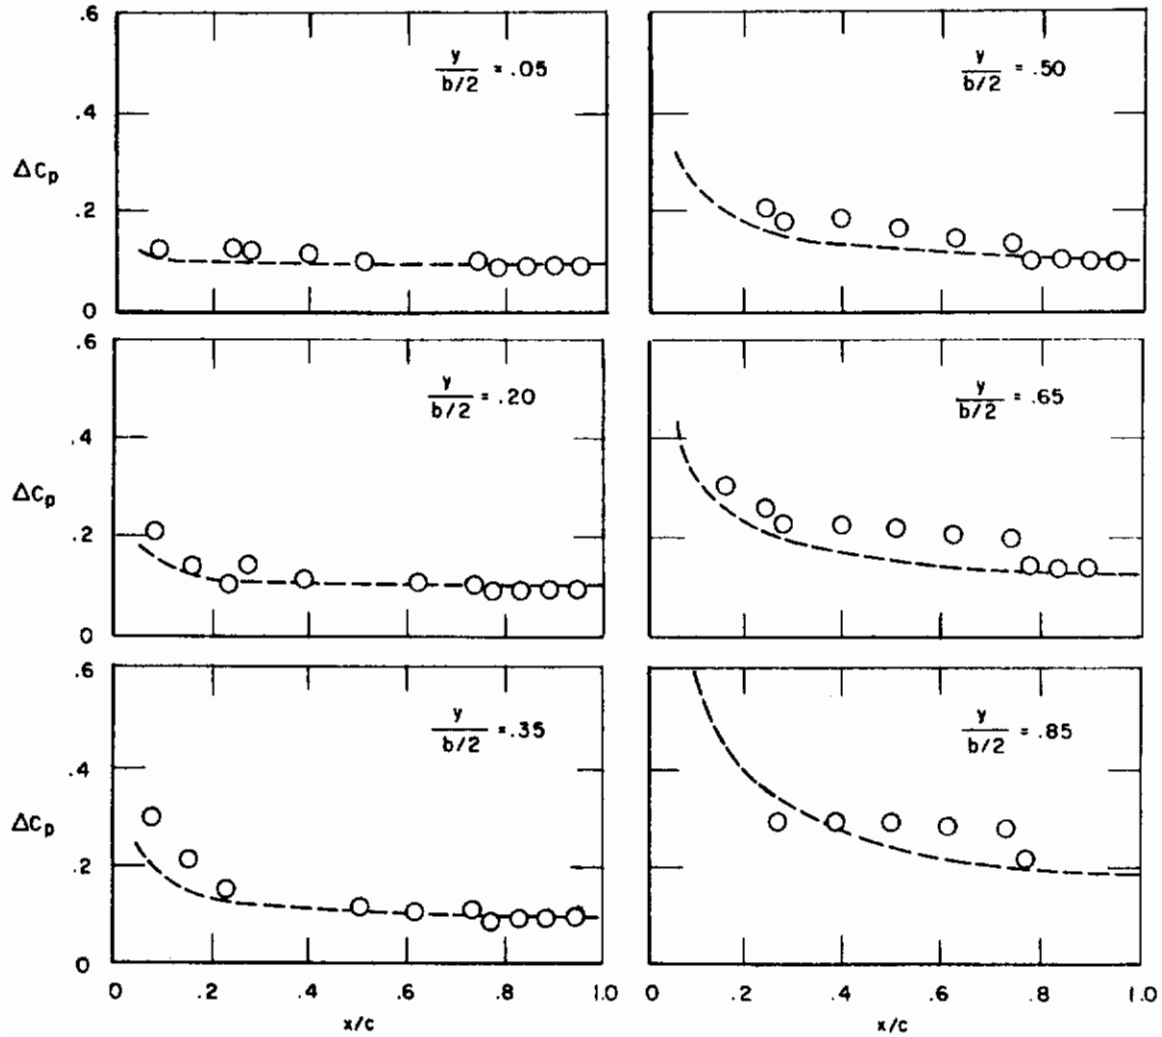 .6
.4
ΔCp
.2
0
y
b/2 = .05
y
b/2 = .50
.6
.4
ΔCp
.2
0
y
b/2 = .20
y
b/2 = .65
.6
.4
ΔCp
.2
0
y
b/2 = .35
y
b/2 = .85
0 .2 .4 .6 .8 1.0
x/c
0 .2 .4 .6 .8 1.0
x/c